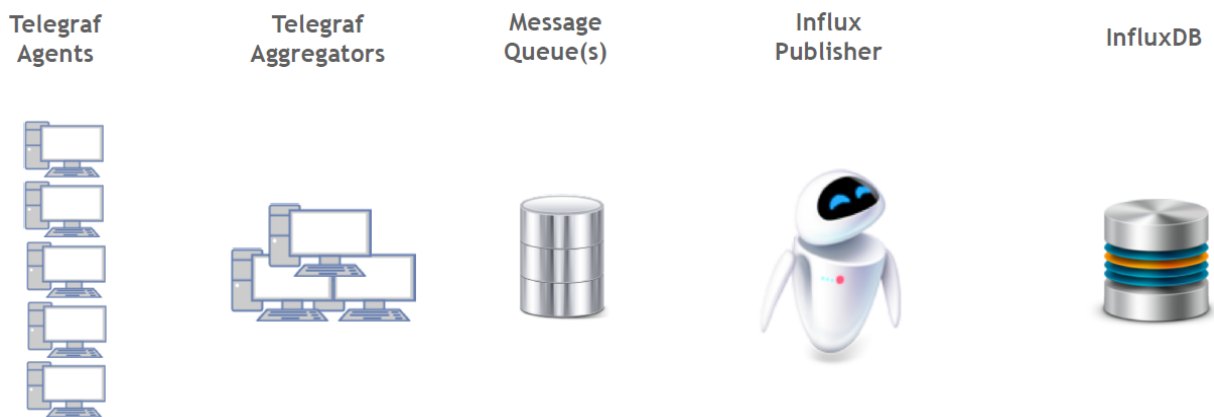 Telegraf
Agents
Telegraf
Aggregators
Message
Queue(s)
Influx
Publisher
InfluxDB